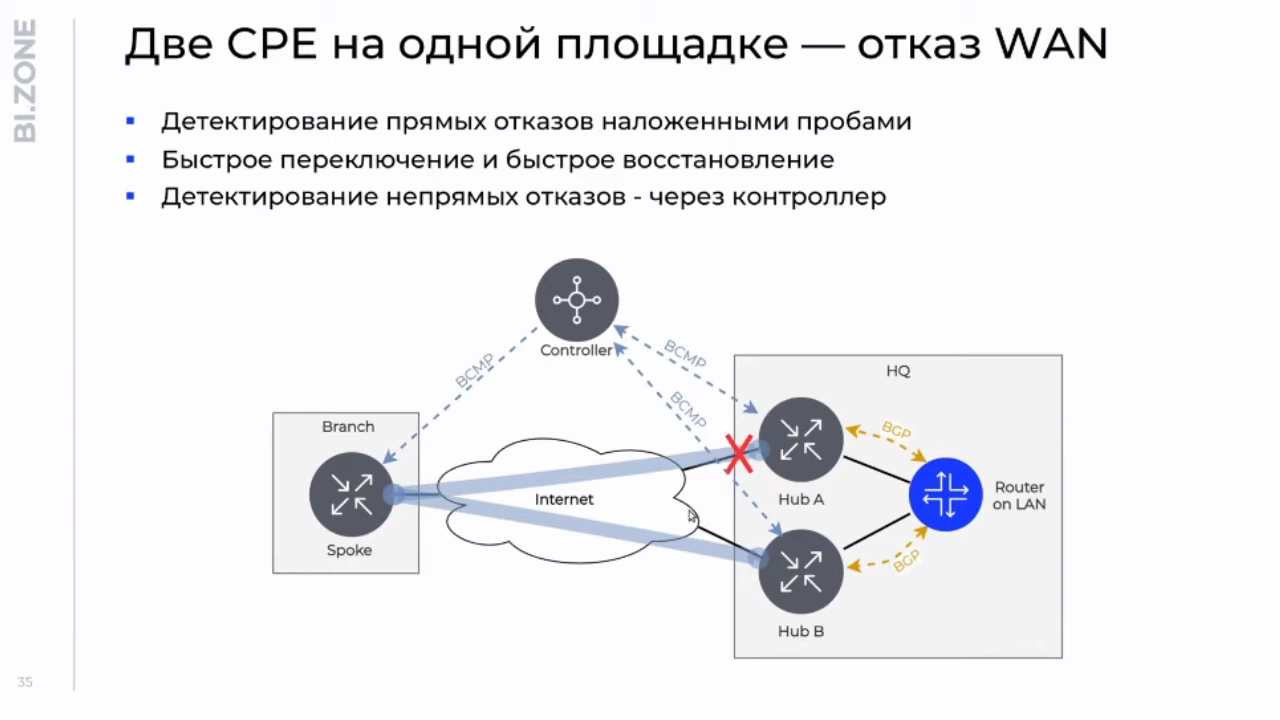 BI.ZONE
Две CPE на одной площадке — отказ WAN
Детектирование прямых отказов наложенными пробами
Быстрое переключение и быстрое восстановление
Детектирование непрямых отказов - через контроллер
Controller
BCMP
BCMP
BCMP
HQ
Branch
BGP
Internet
Hub A
Router
on LAN
Spoke
BGP
Hub B
35